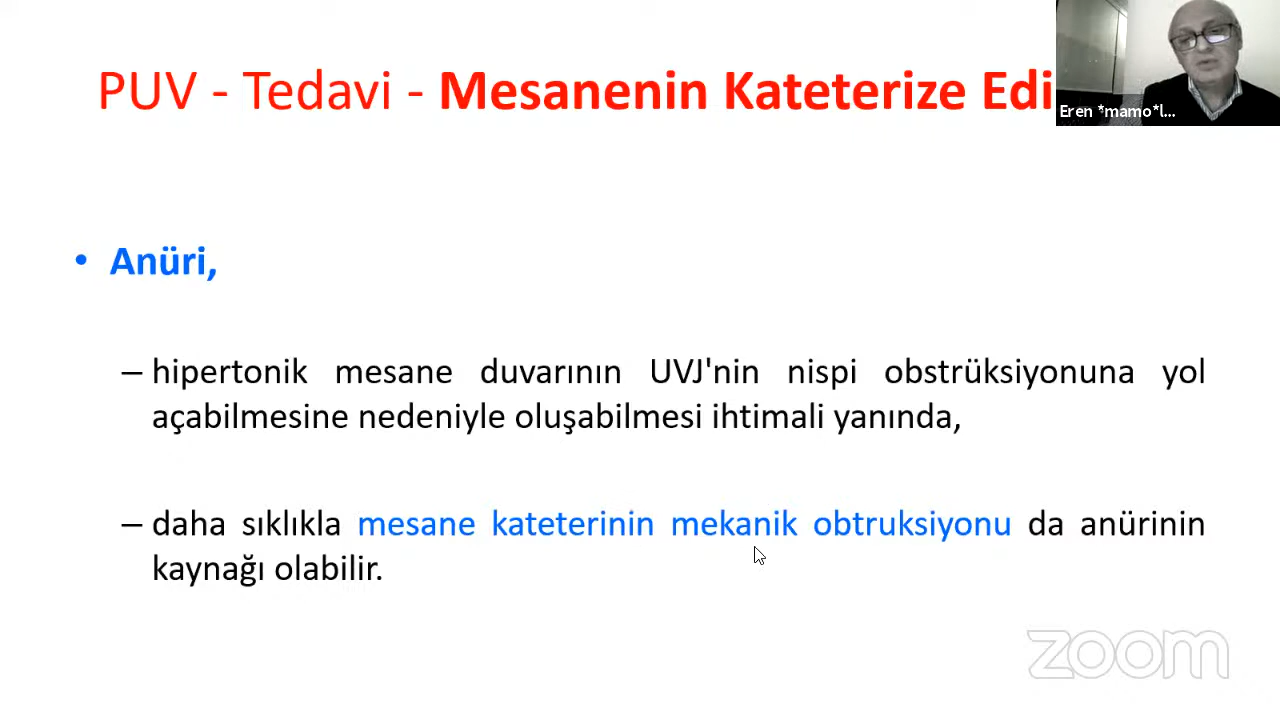 PUV - Tedavi - Mesanenin Kateterize Edi
Eren *mamo*l...
• Anüri,
– hipertonik mesane duvarının UVJ'nin nispi obstrüksiyonuna yol
açabilmesine nedeniyle oluşabilmesi ihtimali yanında,
– daha sıklıkla mesane kateterinin mekanik obtruksiyonu da anürinin
kaynağı olabilir.
zoom